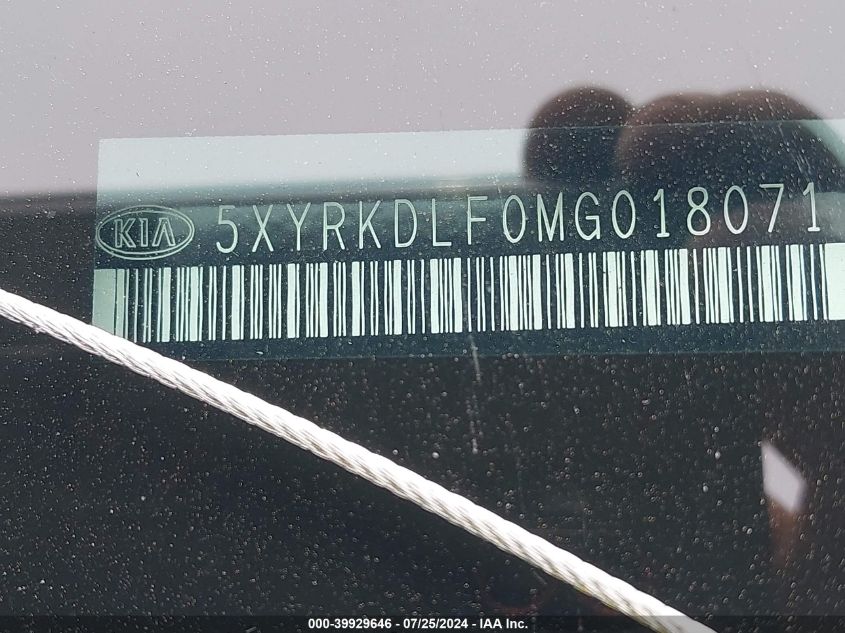 KIA 5XYRKDLF0MG018071
000-39929646 - 07/25/2024 - IAA Inc.